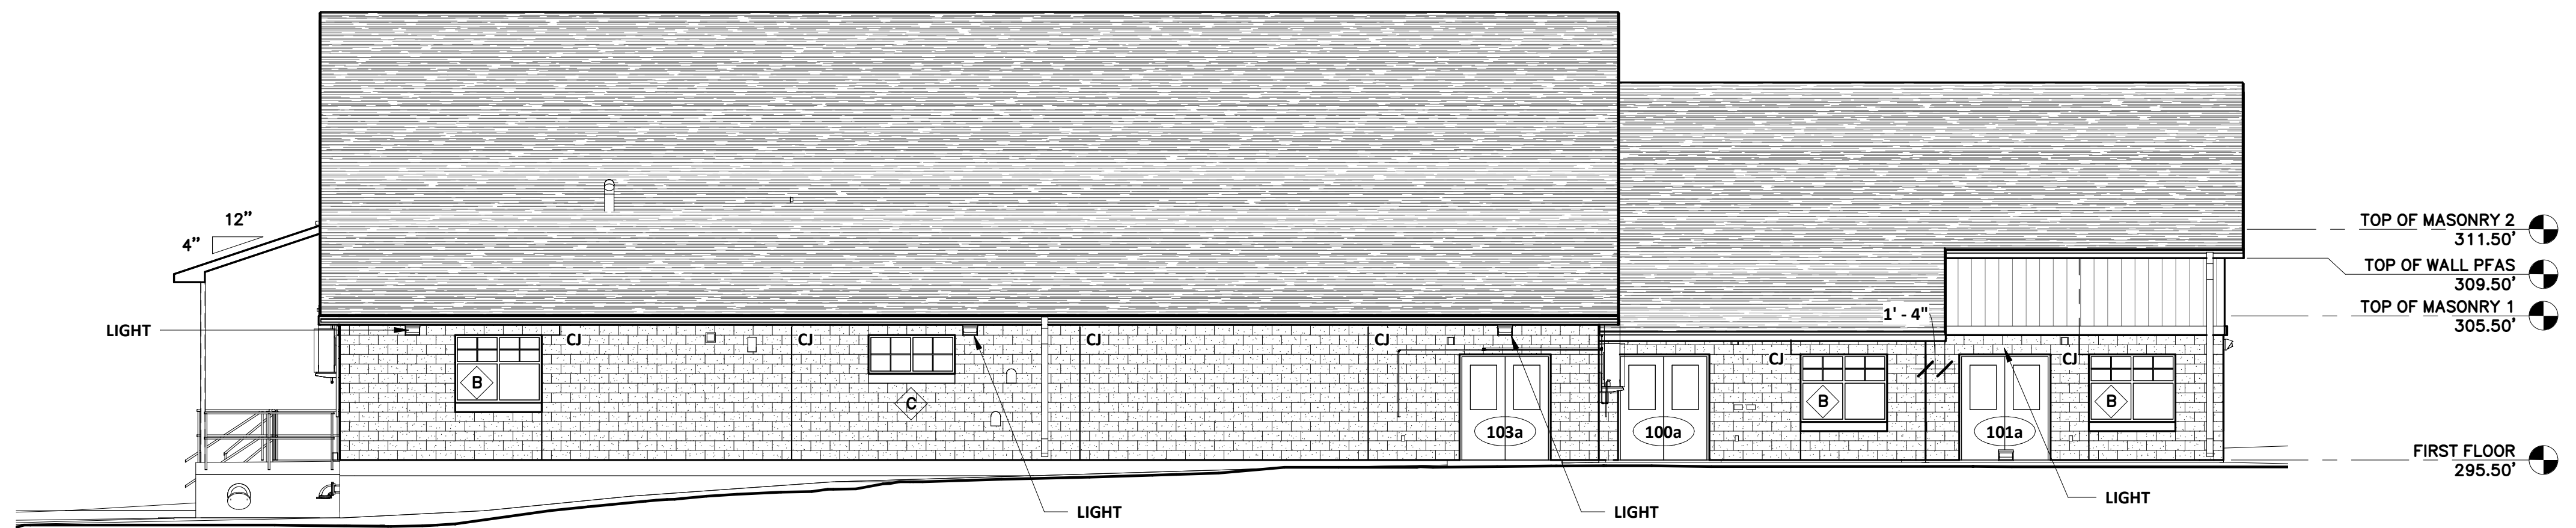 12”
4”
TOP OF MASONRY 2
311.50'
TOP OF WALL PFAS
309.50'
TOP OF MASONRY 1
305.50'
1' - 4"
LIGHT
CJ
CJ
CJ
CJ
CJ
CJ
B
C
B
B
103a
100a
101a
FIRST FLOOR
295.50'
LIGHT
LIGHT
LIGHT